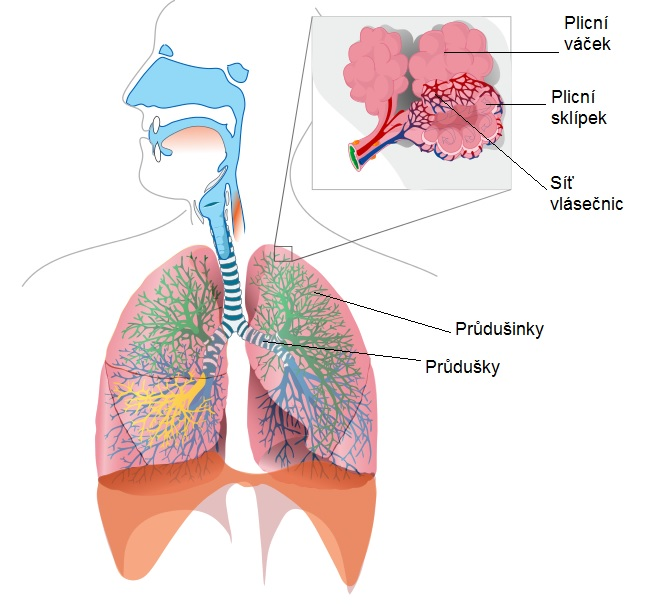 Plicní
váček
Plicní
sklípek
Síť
vlásečnic
Průdušinky
Průdušky